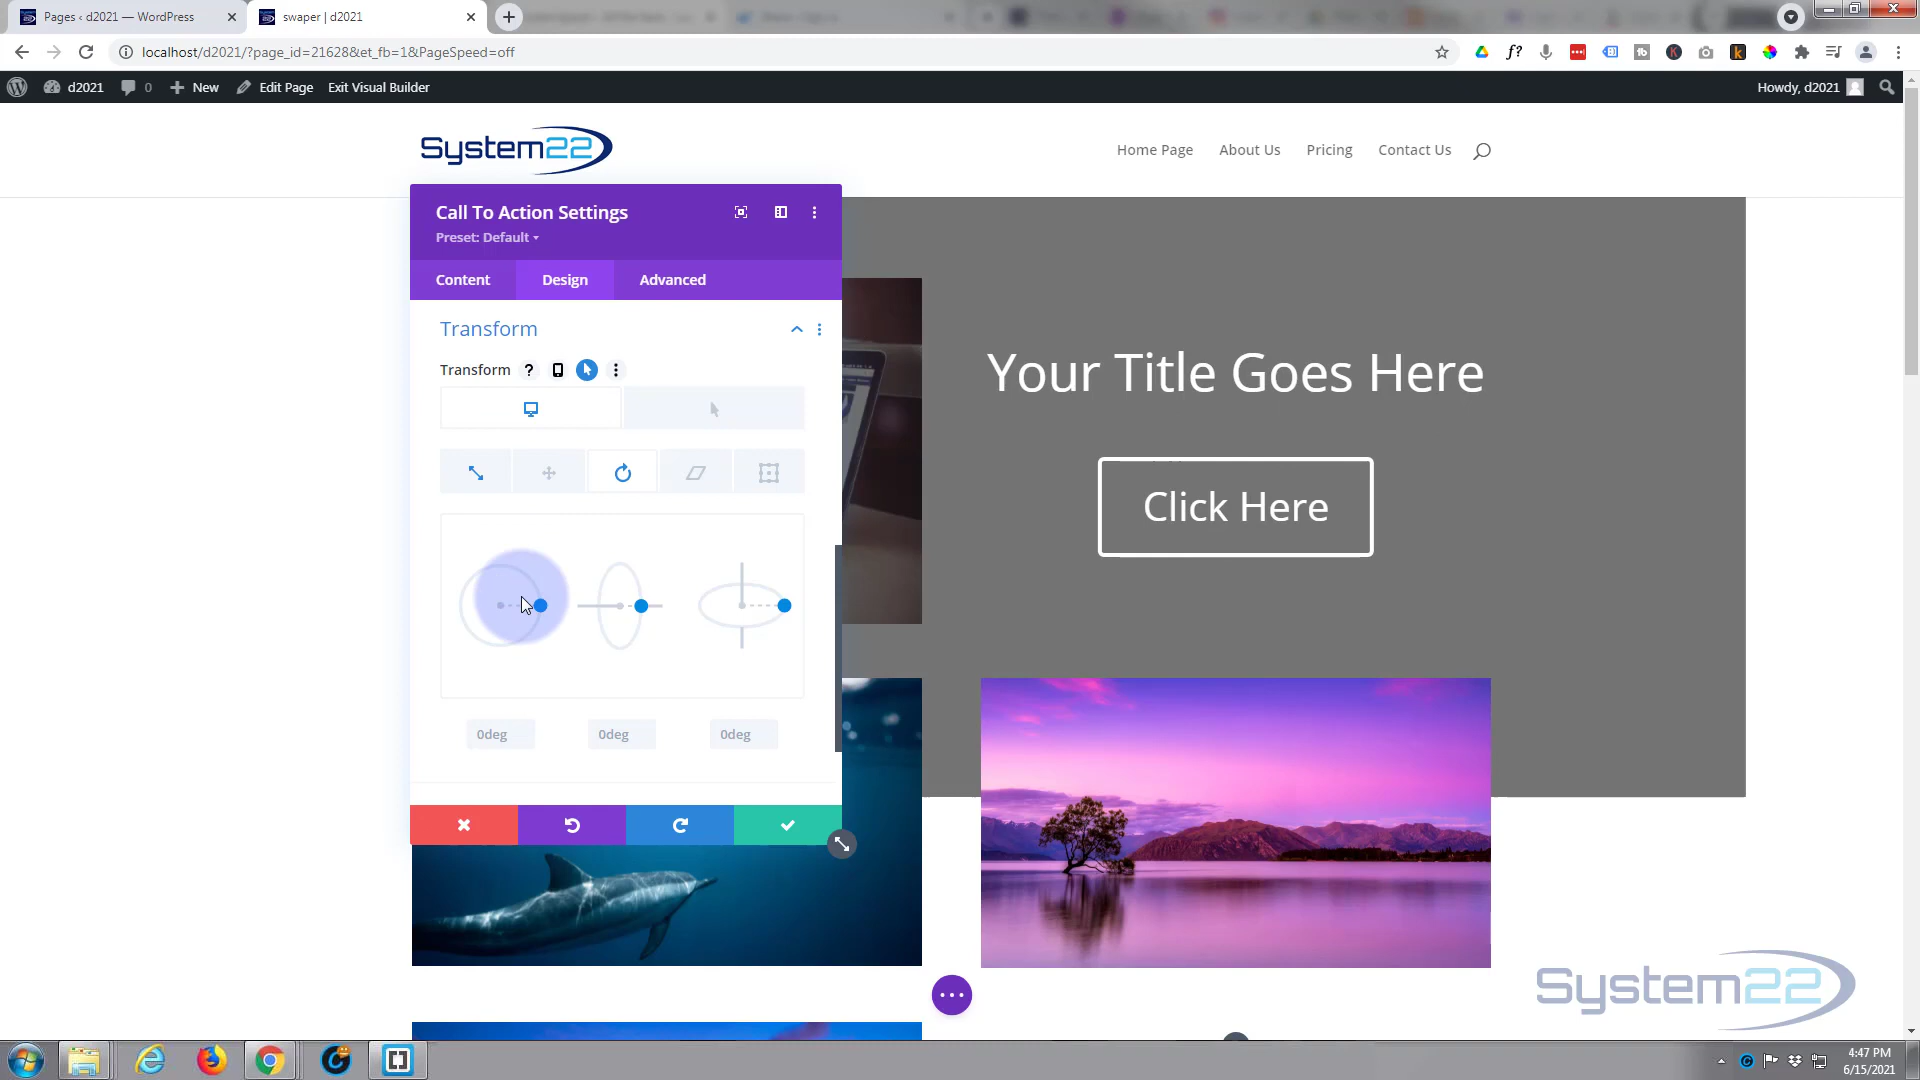 Pages ‹ d2021 — WordPress
swaper | d2021
localhost/d2021/?page_id=21628&et_fb=1&PageSpeed=off
d2021
0
New
Edit Page
Exit Visual Builder
Howdy, d2021
System22
Home Page
About Us
Pricing
Contact Us
Call To Action Settings
Preset: Default
Content
Design
Advanced
Transform
Transform
0deg
0deg
0deg
Your Title Goes Here
Click Here
System22
4:47 PM
6/15/2021